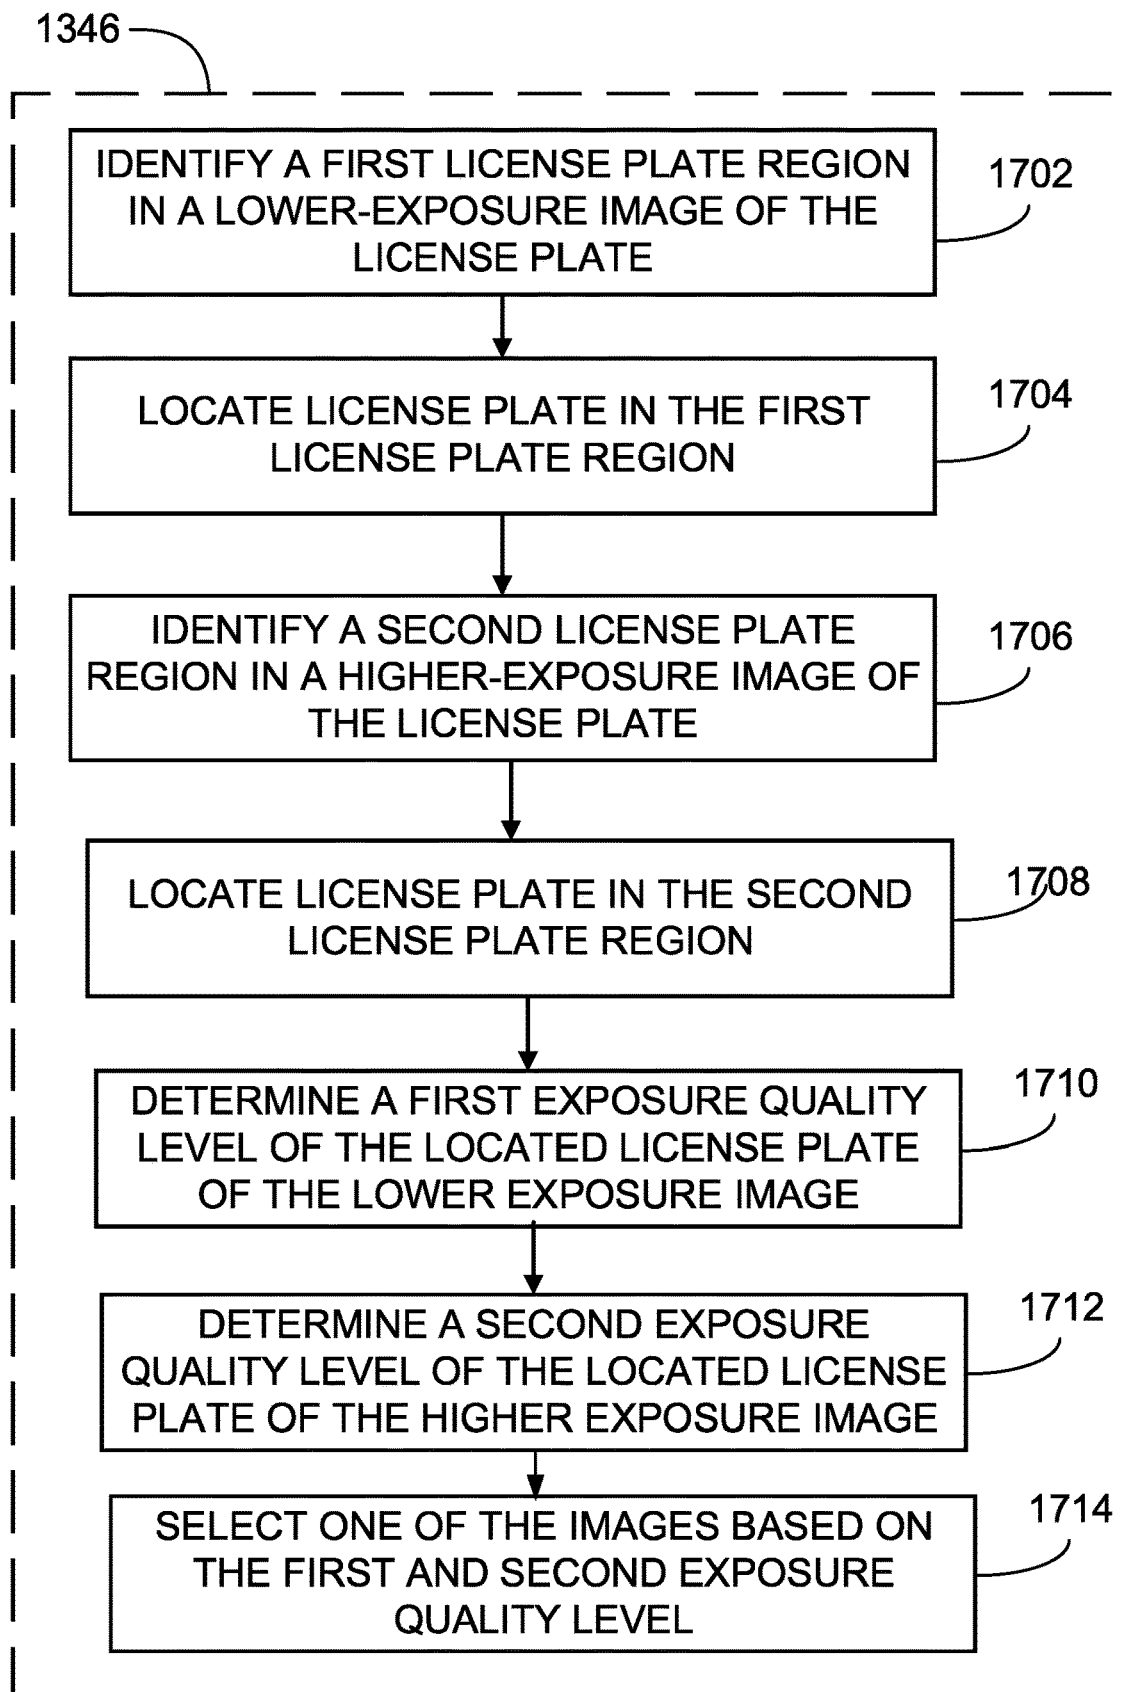 1346
IDENTIFY A FIRST LICENSE PLATE REGION
IN A LOWER-EXPOSURE IMAGE OF THE
LICENSE PLATE
1702
LOCATE LICENSE PLATE IN THE FIRST
LICENSE PLATE REGION
1704
IDENTIFY A SECOND LICENSE PLATE
REGION IN A HIGHER-EXPOSURE IMAGE OF
THE LICENSE PLATE
1706
LOCATE LICENSE PLATE IN THE SECOND
LICENSE PLATE REGION
1708
DETERMINE A FIRST EXPOSURE QUALITY
LEVEL OF THE LOCATED LICENSE PLATE
OF THE LOWER EXPOSURE IMAGE
1710
DETERMINE A SECOND EXPOSURE
QUALITY LEVEL OF THE LOCATED LICENSE
PLATE OF THE HIGHER EXPOSURE IMAGE
1712
SELECT ONE OF THE IMAGES BASED ON
THE FIRST AND SECOND EXPOSURE
QUALITY LEVEL
1714